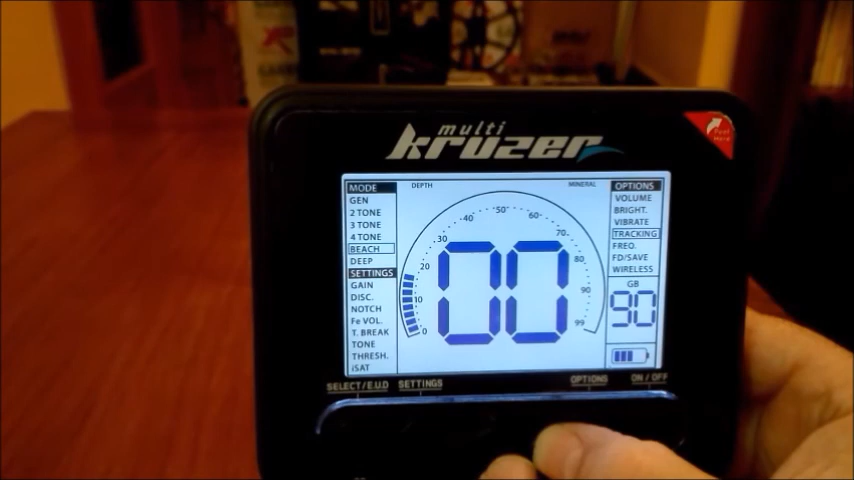 multi
kruzer
Peel
Here
MODE
GEN
2 TONE
3 TONE
4 TONE
BEACH
DEEP
SETTINGS
GAIN
DISC.
NOTCH
Fe VOL.
T. BREAK
TONE
THRESH.
iSAT
DEPTH
MINERAL
0
10
20
30
40
50
60
70
80
90
99
00
OPTIONS
VOLUME
BRIGHT.
VIBRATE
TRACKING
FREQ.
FD/SAVE
WIRELESS
GB
90
SELECT/E.U.D
SETTINGS
OPTIONS
ON / OFF